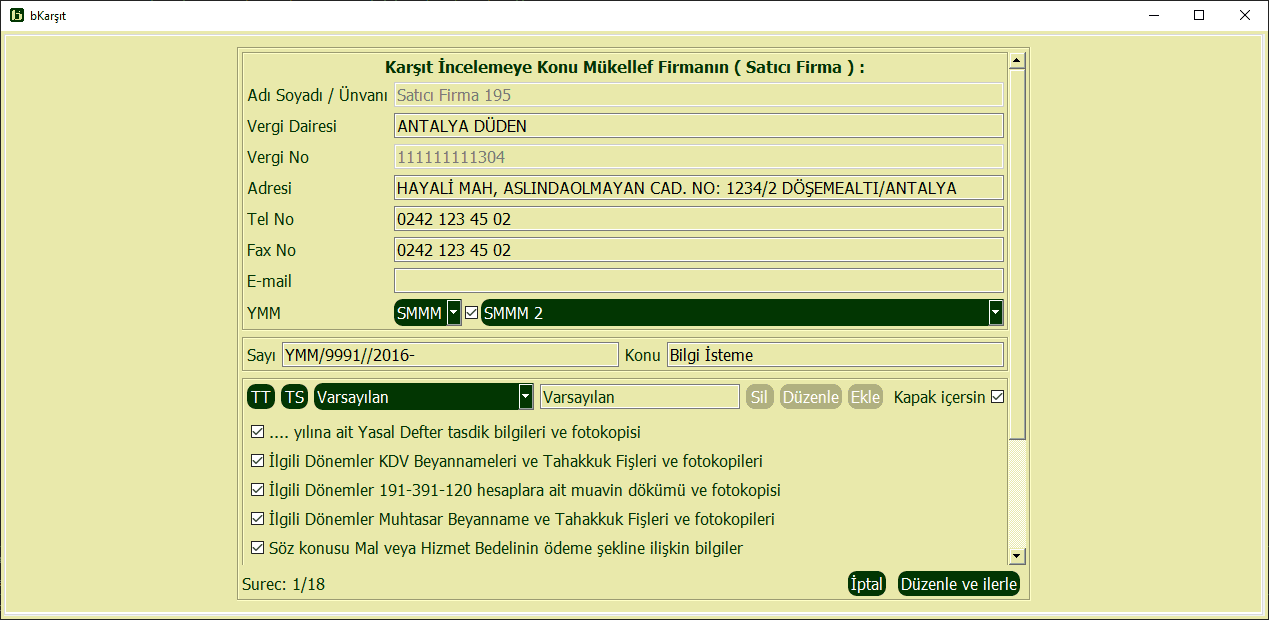 bKarşıt
Karşıt İncelemeye Konu Mükellef Firmanın ( Satıcı Firma ) :
Adı Soyadı / Ünvanı Satıcı Firma 195
Vergi Dairesi ANTALYA DÜDEN
Vergi No 111111111304
Adresi HAYALİ MAH, ASLINDAOLMAYAN CAD. NO: 1234/2 DÖŞEMEALTI/ANTALYA
Tel No 0242 123 45 02
Fax No 0242 123 45 02
E-mail
YMM SMMM SMMM 2
Sayı YMM/9991//2016- Konu Bilgi İsteme
TT TS Varsayılan Varsayılan Sil Düzenle Ekle Kapak içersin
.... yılına ait Yasal Defter tasdik bilgileri ve fotokopisi
İlgili Dönemler KDV Beyannameleri ve Tahakkuk Fişleri ve fotokopileri
İlgili Dönemler 191-391-120 hesaplara ait muavin dökümü ve fotokopisi
İlgili Dönemler Muhtasar Beyanname ve Tahakkuk Fişleri ve fotokopileri
Söz konusu Mal veya Hizmet Bedelinin ödeme şekline ilişkin bilgiler
Surec: 1/18 İptal Düzenle ve ilerle